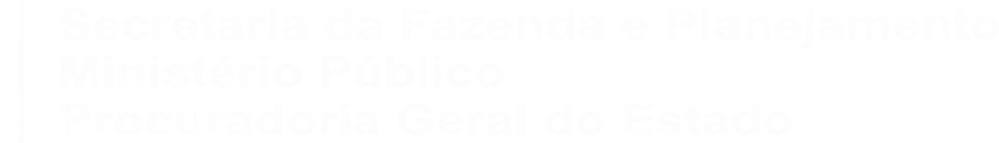 Secretaria da Fazenda e Planejamento
Ministério Público
Procuradoria Geral do Estado